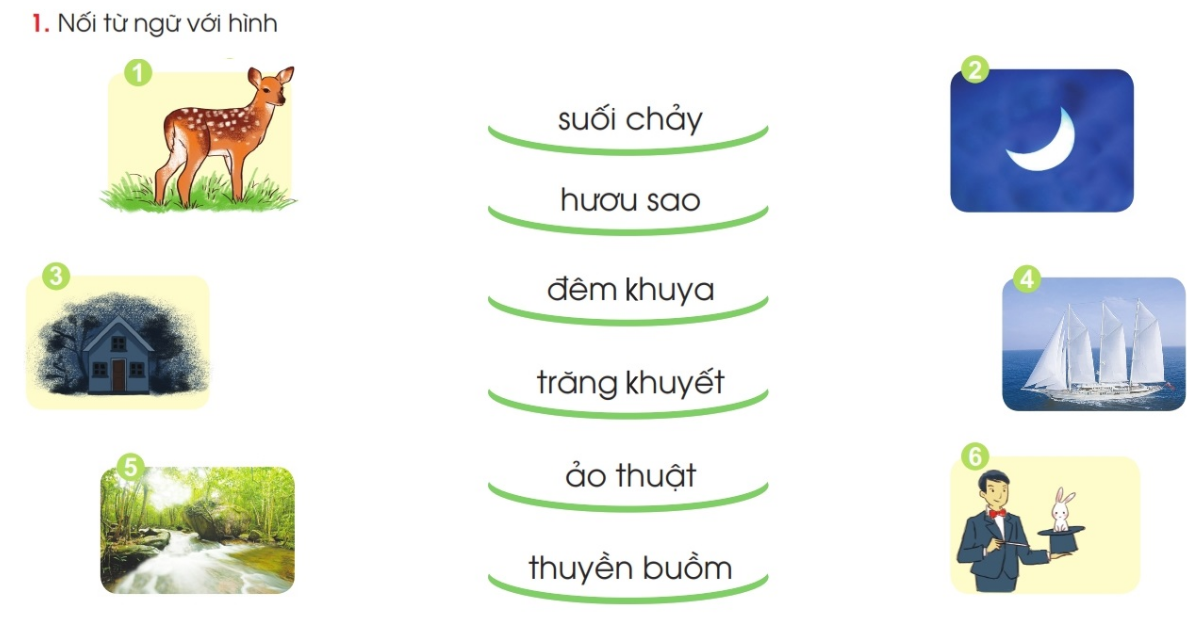 1. Nối từ ngữ với hình
1
2
suối chảy
hươu sao
3
đêm khuya
4
trăng khuyết
5
ảo thuật
6
thuyền buồm